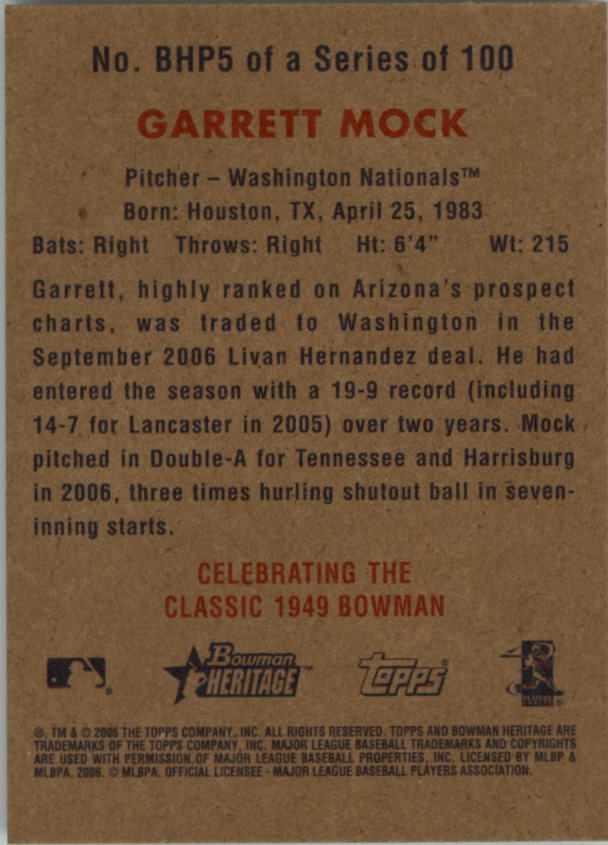 No. BHP5 of a Series of 100
GARRETT MOCK
Pitcher – Washington Nationals™
Born: Houston, TX, April 25, 1983
Bats: Right Throws: Right Ht: 6'4" Wt: 215
Garrett, highly ranked on Arizona's prospect
charts, was traded to Washington in the
September 2006 Livan Hernandez deal. He had
entered the season with a 19-9 record (including
14-7 for Lancaster in 2005) over two years. Mock
pitched in Double-A for Tennessee and Harrisburg
in 2006, three times hurling shutout ball in seven-
inning starts.
CELEBRATING THE
CLASSIC 1949 BOWMAN
Bowman
HERITAGE™
topps®
®, TM & © 2006 THE TOPPS COMPANY, INC. ALL RIGHTS RESERVED. TOPPS AND BOWMAN HERITAGE ARE
TRADEMARKS OF THE TOPPS COMPANY, INC. MAJOR LEAGUE BASEBALL TRADEMARKS AND COPYRIGHTS
ARE USED WITH PERMISSION OF MAJOR LEAGUE BASEBALL PROPERTIES, INC. LICENSED BY MLBP &
MLBPA, 2006. © MLBPA. OFFICIAL LICENSEE - MAJOR LEAGUE BASEBALL PLAYERS ASSOCIATION.